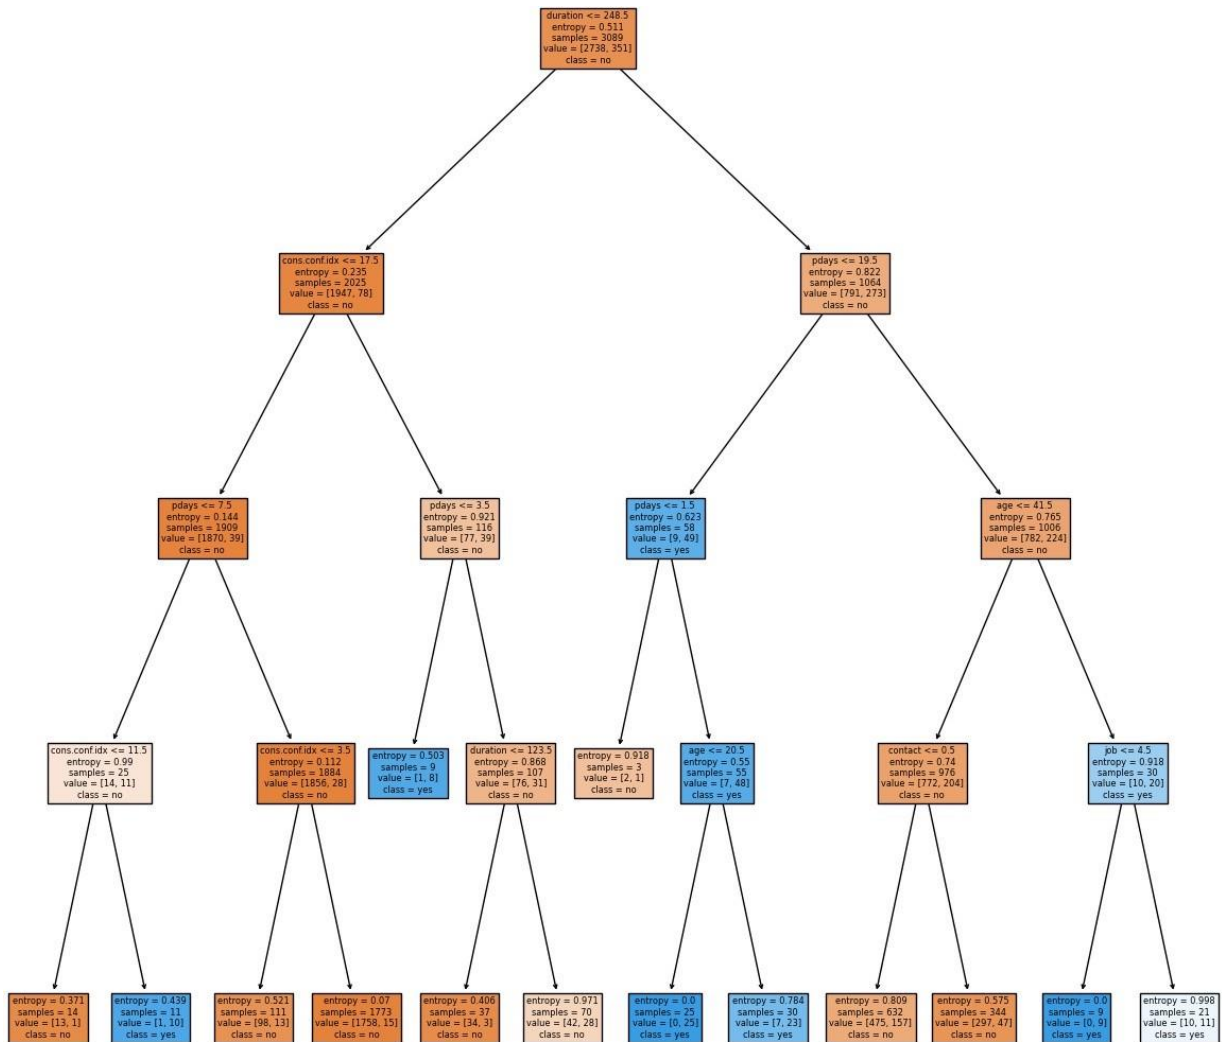 duration <= 248.5
entropy = 0.511
samples = 3089
value = [2738, 351]
class = no
cons.conf.idx <= 17.5
entropy = 0.235
samples = 2025
value = [1947, 78]
class = no
pdays <= 19.5
entropy = 0.822
samples = 1064
value = [791, 273]
class = no
pdays <= 7.5
entropy = 0.144
samples = 1909
value = [1870, 39]
class = no
pdays <= 3.5
entropy = 0.921
samples = 116
value = [77, 39]
class = no
pdays <= 1.5
entropy = 0.623
samples = 58
value = [9, 49]
class = yes
age <= 41.5
entropy = 0.765
samples = 1006
value = [782, 224]
class = no
cons.conf.idx <= 11.5
entropy = 0.99
samples = 25
value = [14, 11]
class = no
cons.conf.idx <= 3.5
entropy = 0.112
samples = 1884
value = [1856, 28]
class = no
entropy = 0.503
samples = 9
value = [1, 8]
class = yes
duration <= 123.5
entropy = 0.868
samples = 107
value = [76, 31]
class = no
entropy = 0.918
samples = 3
value = [2, 1]
class = no
age <= 20.5
entropy = 0.55
samples = 55
value = [7, 48]
class = yes
contact <= 0.5
entropy = 0.74
samples = 976
value = [772, 204]
class = no
job <= 4.5
entropy = 0.918
samples = 30
value = [10, 20]
class = yes
entropy = 0.371
samples = 14
value = [13, 1]
class = no
entropy = 0.439
samples = 11
value = [1, 10]
class = yes
entropy = 0.521
samples = 111
value = [98, 13]
class = no
entropy = 0.07
samples = 1773
value = [1758, 15]
class = no
entropy = 0.406
samples = 37
value = [34, 3]
class = no
entropy = 0.971
samples = 70
value = [42, 28]
class = no
entropy = 0.0
samples = 25
value = [0, 25]
class = yes
entropy = 0.784
samples = 30
value = [7, 23]
class = yes
entropy = 0.809
samples = 632
value = [475, 157]
class = no
entropy = 0.575
samples = 344
value = [297, 47]
class = no
entropy = 0.0
samples = 9
value = [0, 9]
class = yes
entropy = 0.998
samples = 21
value = [10, 11]
class = yes